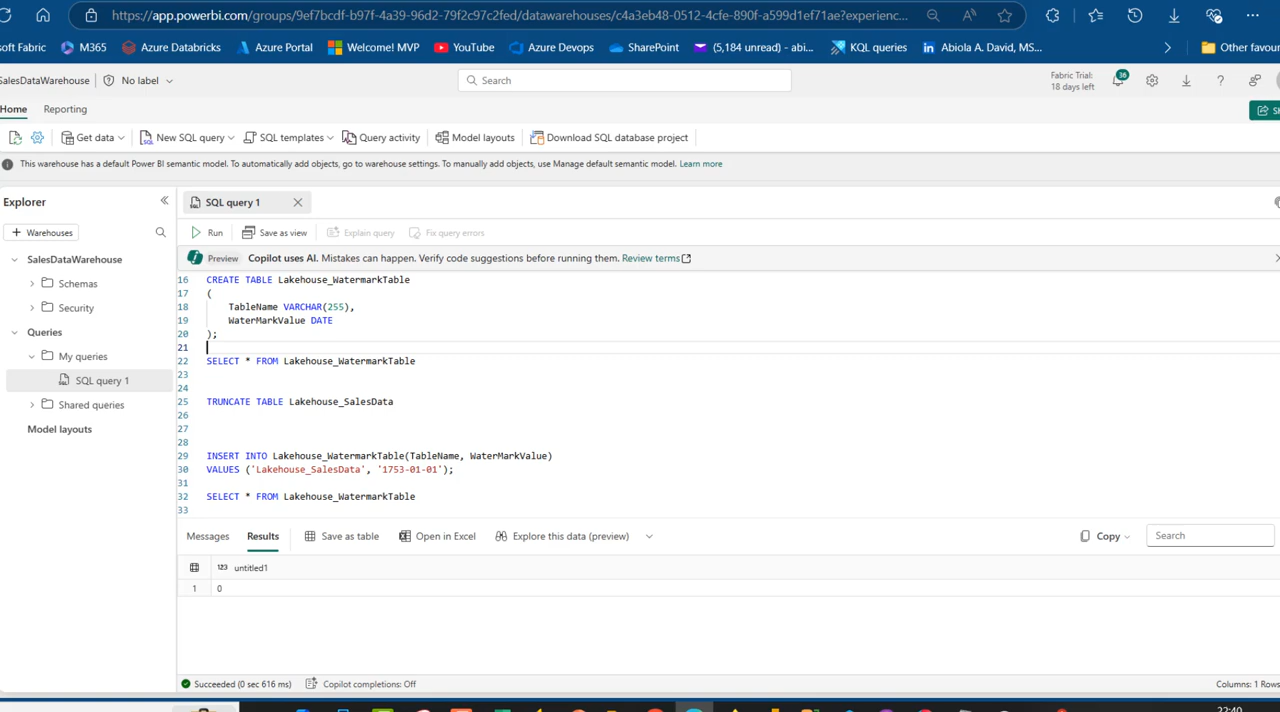 https://app.powerbi.com/groups/9ef7bcdf-b97f-4a39-96d2-79f2c97c2fed/datawarehouses/c4a3eb48-0512-4cfe-890f-a599d1ef71ae?experienc...
oft Fabric M365 Azure Databricks Azure Portal Welcome! MVP YouTube Azure Devops SharePoint (5,184 unread) - abi... KQL queries Abiola A. David, MS... Other favou
SalesDataWarehouse No label Search Fabric Trial: 36
18 days left
Home Reporting
Get data New SQL query SQL templates Query activity Model layouts Download SQL database project
This warehouse has a default Power BI semantic model. To automatically add objects, go to warehouse settings. To manually add objects, use Manage default semantic model. Learn more
Explorer
SQL query 1
+ Warehouses
Run Save as view Explain query Fix query errors
SalesDataWarehouse
Preview Copilot uses AI. Mistakes can happen. Verify code suggestions before running them. Review terms
Schemas
Security
Queries
My queries
SQL query 1
Shared queries
Model layouts
16 CREATE TABLE Lakehouse_WatermarkTable
17 (
18 TableName VARCHAR(255),
19 WaterMarkValue DATE
20 );
21
22 SELECT * FROM Lakehouse_WatermarkTable
23
24
25 TRUNCATE TABLE Lakehouse_SalesData
26
27
28
29 INSERT INTO Lakehouse_WatermarkTable(TableName, WaterMarkValue)
30 VALUES ('Lakehouse_SalesData', '1753-01-01');
31
32 SELECT * FROM Lakehouse_WatermarkTable
33
Messages Results Save as table Open in Excel Explore this data (preview) Copy Search
123 untitled1
1 0
Succeeded (0 sec 616 ms) Copilot completions: Off Columns: 1 Rows
22:40